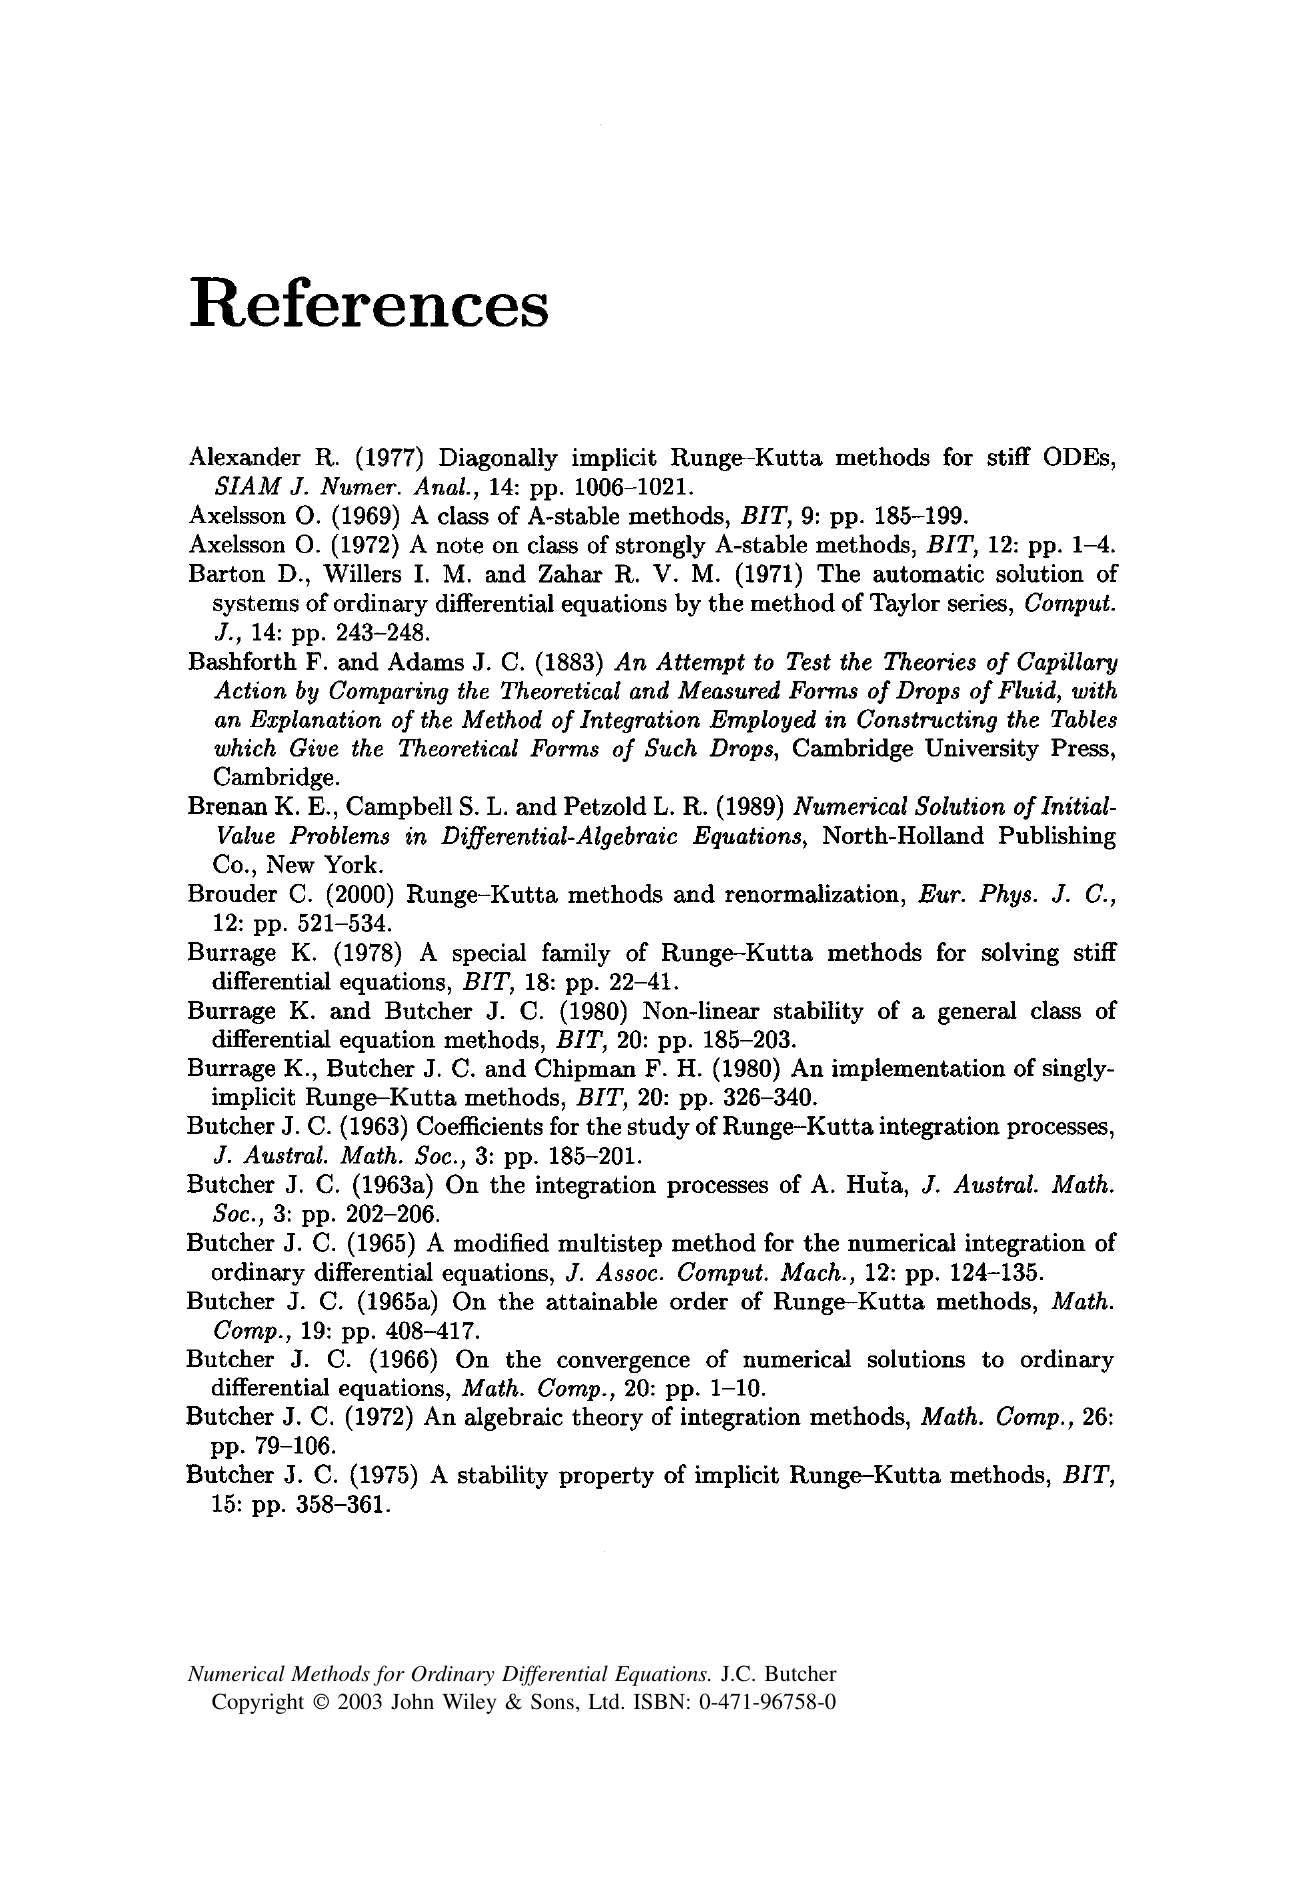 References
Alexander R. (1977) Diagonally implicit Runge–Kutta methods for stiff ODEs,
SIAM J. Numer. Anal., 14: pp. 1006–1021.
Axelsson O. (1969) A class of A-stable methods, BIT, 9: pp. 185–199.
Axelsson O. (1972) A note on class of strongly A-stable methods, BIT, 12: pp. 1–4.
Barton D., Willers I. M. and Zahar R. V. M. (1971) The automatic solution of
systems of ordinary differential equations by the method of Taylor series, Comput.
J., 14: pp. 243–248.
Bashforth F. and Adams J. C. (1883) An Attempt to Test the Theories of Capillary
Action by Comparing the Theoretical and Measured Forms of Drops of Fluid, with
an Explanation of the Method of Integration Employed in Constructing the Tables
which Give the Theoretical Forms of Such Drops, Cambridge University Press,
Cambridge.
Brenan K. E., Campbell S. L. and Petzold L. R. (1989) Numerical Solution of Initial-
Value Problems in Differential-Algebraic Equations, North-Holland Publishing
Co., New York.
Brouder C. (2000) Runge–Kutta methods and renormalization, Eur. Phys. J. C.,
12: pp. 521–534.
Burrage K. (1978) A special family of Runge–Kutta methods for solving stiff
differential equations, BIT, 18: pp. 22–41.
Burrage K. and Butcher J. C. (1980) Non-linear stability of a general class of
differential equation methods, BIT, 20: pp. 185–203.
Burrage K., Butcher J. C. and Chipman F. H. (1980) An implementation of singly-
implicit Runge–Kutta methods, BIT, 20: pp. 326–340.
Butcher J. C. (1963) Coefficients for the study of Runge–Kutta integration processes,
J. Austral. Math. Soc., 3: pp. 185–201.
Butcher J. C. (1963a) On the integration processes of A. Huťa, J. Austral. Math.
Soc., 3: pp. 202–206.
Butcher J. C. (1965) A modified multistep method for the numerical integration of
ordinary differential equations, J. Assoc. Comput. Mach., 12: pp. 124–135.
Butcher J. C. (1965a) On the attainable order of Runge–Kutta methods, Math.
Comp., 19: pp. 408–417.
Butcher J. C. (1966) On the convergence of numerical solutions to ordinary
differential equations, Math. Comp., 20: pp. 1–10.
Butcher J. C. (1972) An algebraic theory of integration methods, Math. Comp., 26:
pp. 79–106.
Butcher J. C. (1975) A stability property of implicit Runge–Kutta methods, BIT,
15: pp. 358–361.
Numerical Methods for Ordinary Differential Equations. J.C. Butcher
Copyright © 2003 John Wiley & Sons, Ltd. ISBN: 0-471-96758-0